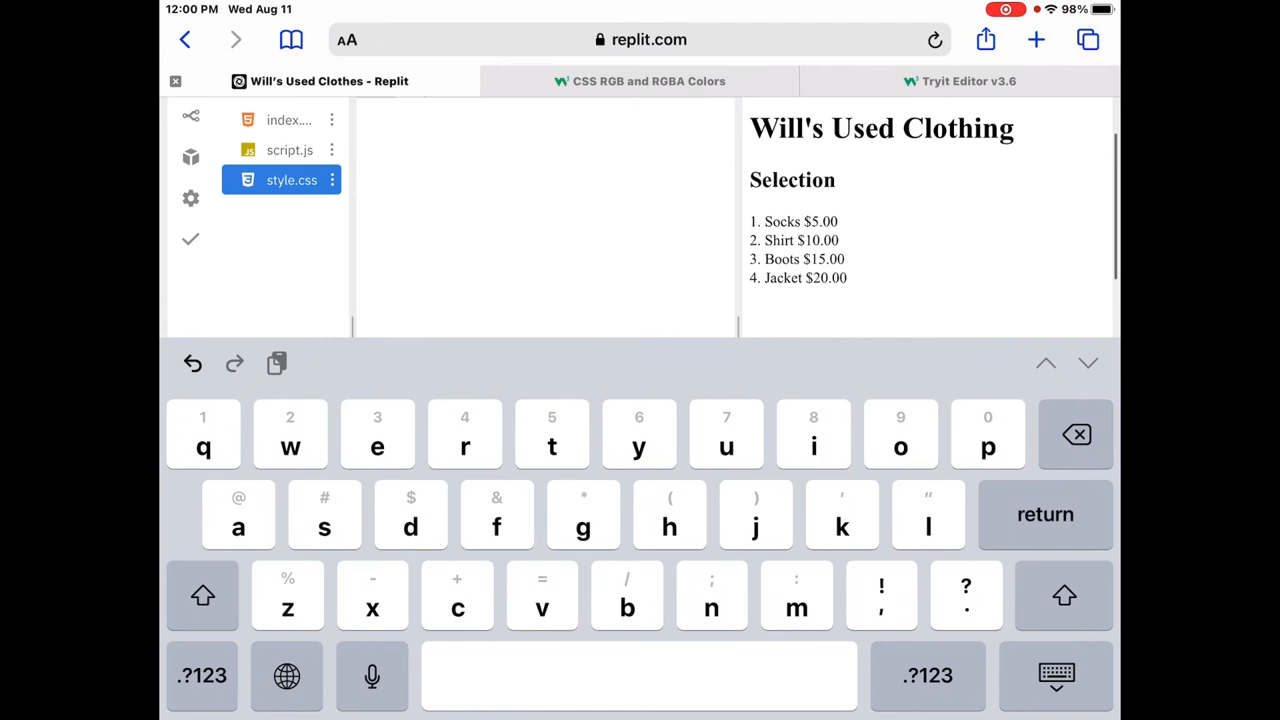 12:00 PM Wed Aug 11
98%
AA
replit.com
Will's Used Clothes - Replit
CSS RGB and RGBA Colors
Tryit Editor v3.6
index....
script.js
style.css
Will's Used Clothing
Selection
1. Socks $5.00
2. Shirt $10.00
3. Boots $15.00
4. Jacket $20.00
1 2 3 4 5 6 7 8 9 0
q w e r t y u i o p
@ # $ & * ( ) ' "
a s d f g h j k l return
% - + = / ; : ! ?
z x c v b n m , .
.?123 .?123